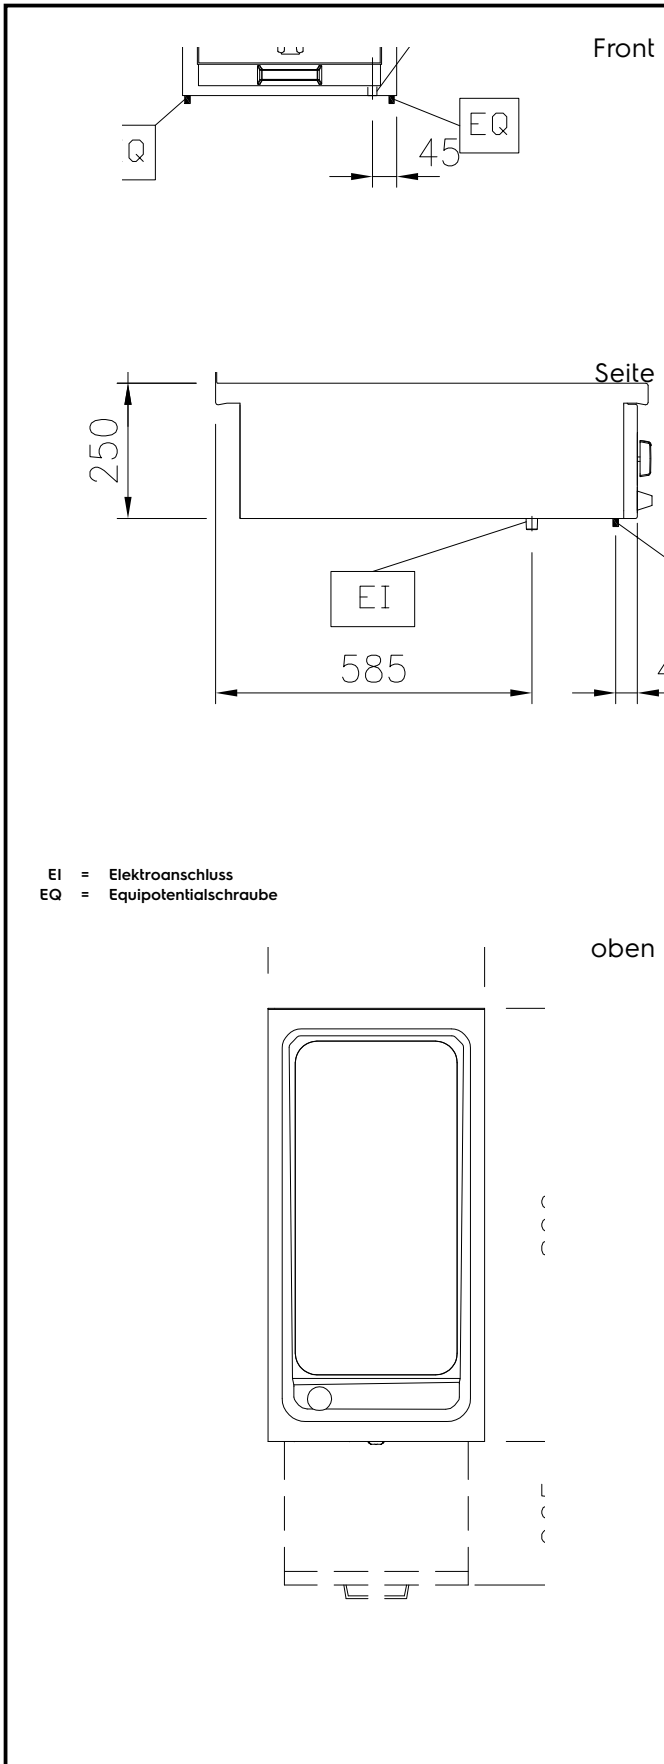 Front
EQ
Q
45
Seite
250
EI
585
EI = Elektroanschluss
EQ = Equipotentialschraube
oben